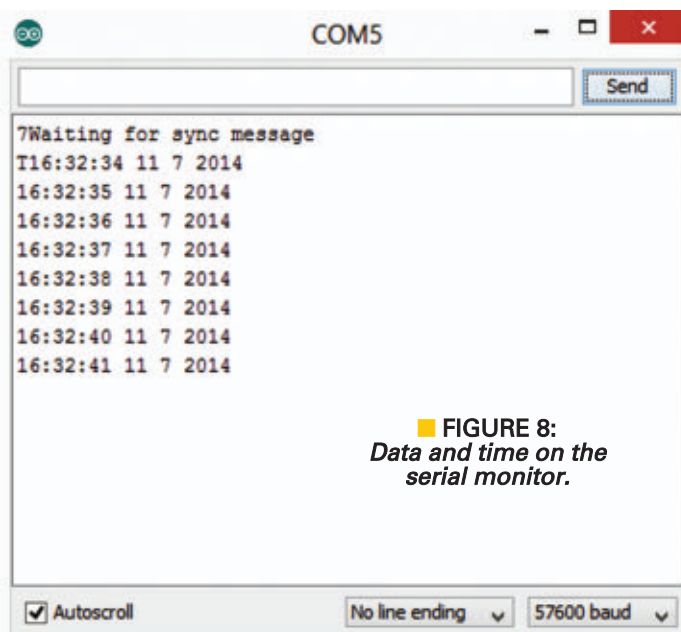 COM5
Send
7Waiting for sync message
T16:32:34 11 7 2014
16:32:35 11 7 2014
16:32:36 11 7 2014
16:32:37 11 7 2014
16:32:38 11 7 2014
16:32:39 11 7 2014
16:32:40 11 7 2014
16:32:41 11 7 2014
FIGURE 8:
Data and time on the
serial monitor.
Autoscroll
No line ending
57600 baud